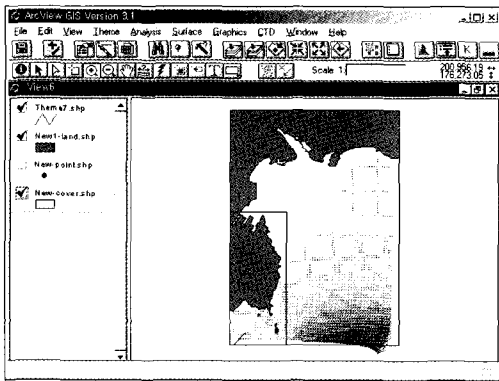 ArcView GIS Version 3.1
File Edit View Theme Analysis Surface Graphics CTD Window Help
Scale 1:
200,956.19
176,273.05
View6
Theme7.shp
New1-land.shp
New-point.shp
New-cover.shp